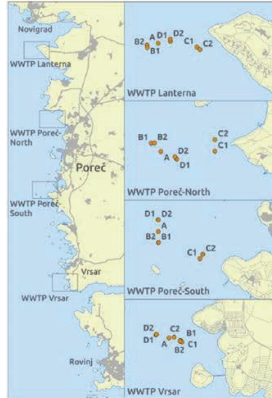 Novigrad
WWTP Lanterna
WWTP Poreč-
North
Poreč
WWTP Poreč-
South
Vrsar
WWTP Vrsar
Rovinj
B2 A D1 D2
B1 C1 C2
WWTP Lanterna
B1 B2 C2
A D2 C1
D1
WWTP Poreč-North
D1 D2
A
B2 B1 C2
C1
WWTP Poreč-South
D2 C2 B1
D1 A C1
B2
WWTP Vrsar